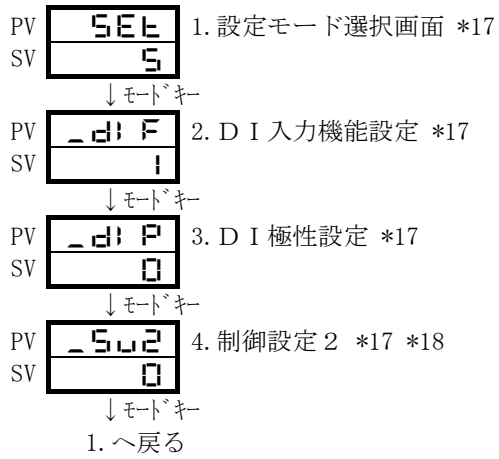 PV SEt 1.設定モード選択画面 *17
SV 5
↓モードキー
PV _diF 2.ＤＩ入力機能設定 *17
SV 1
↓モードキー
PV _diP 3.ＤＩ極性設定 *17
SV 0
↓モードキー
PV _Su2 4.制御設定２ *17 *18
SV 0
↓モードキー
1.へ戻る